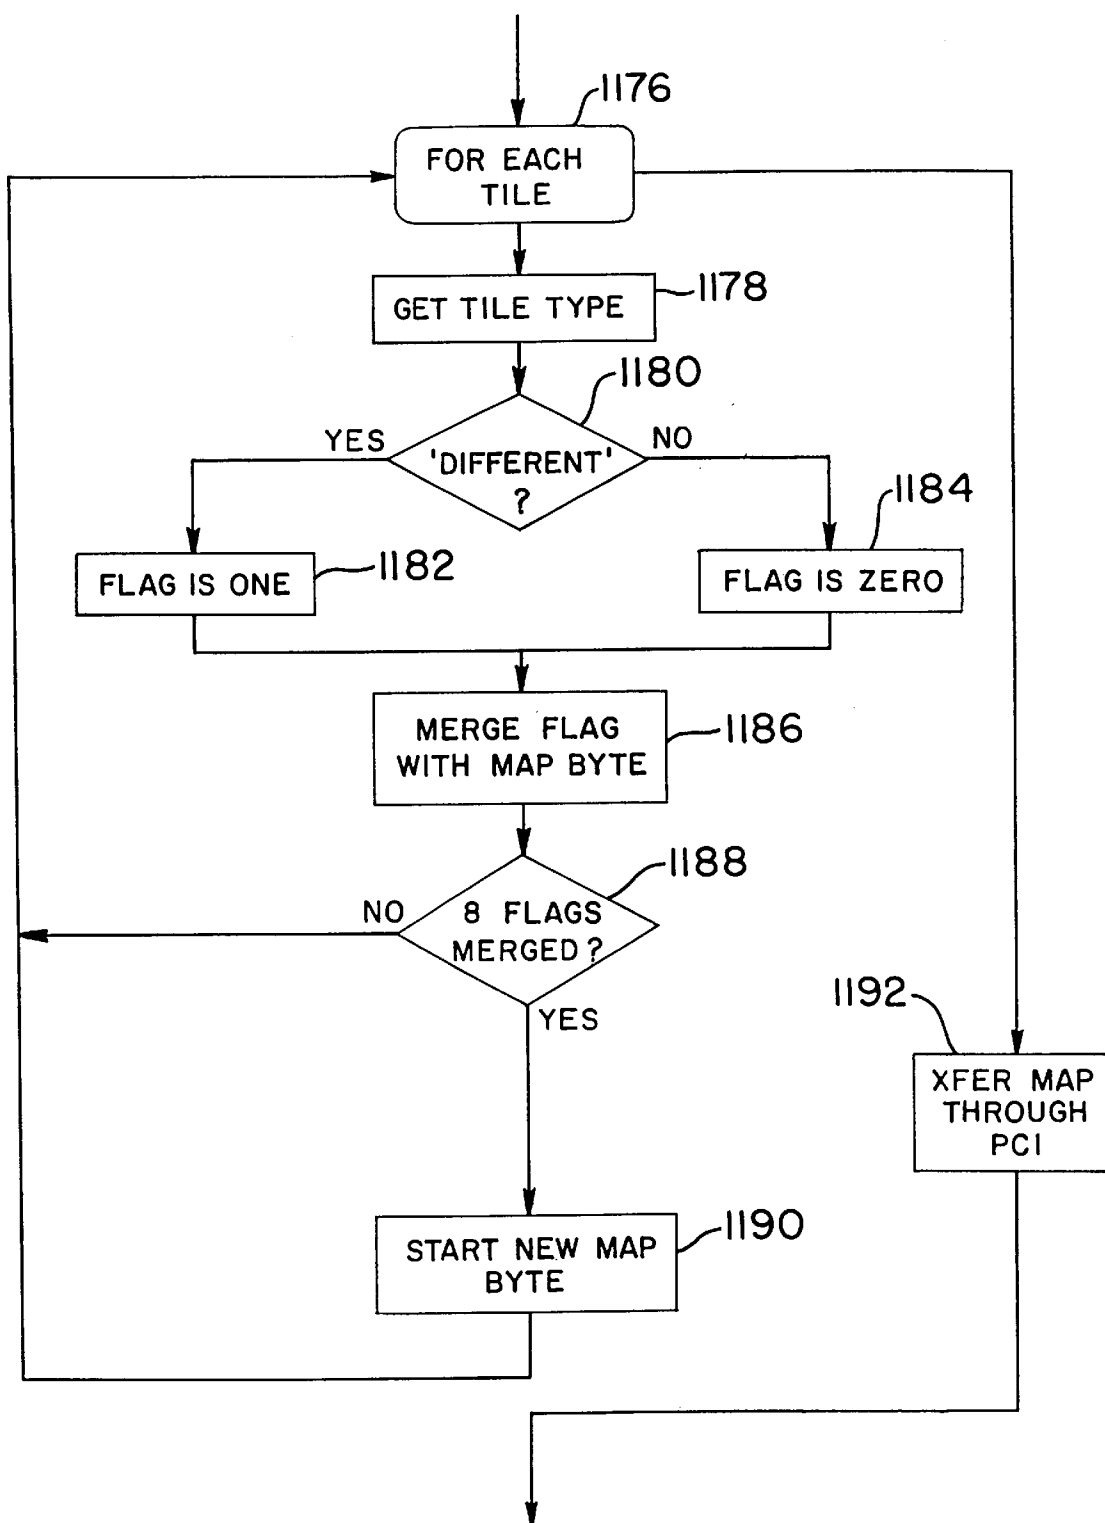 1176
FOR EACH
TILE
GET TILE TYPE
1178
1180
YES
NO
'DIFFERENT'
?
1184
1182
FLAG IS ONE
FLAG IS ZERO
MERGE FLAG
WITH MAP BYTE
1186
1188
NO
8 FLAGS
MERGED?
YES
1192
XFER MAP
THROUGH
PCI
1190
START NEW MAP
BYTE